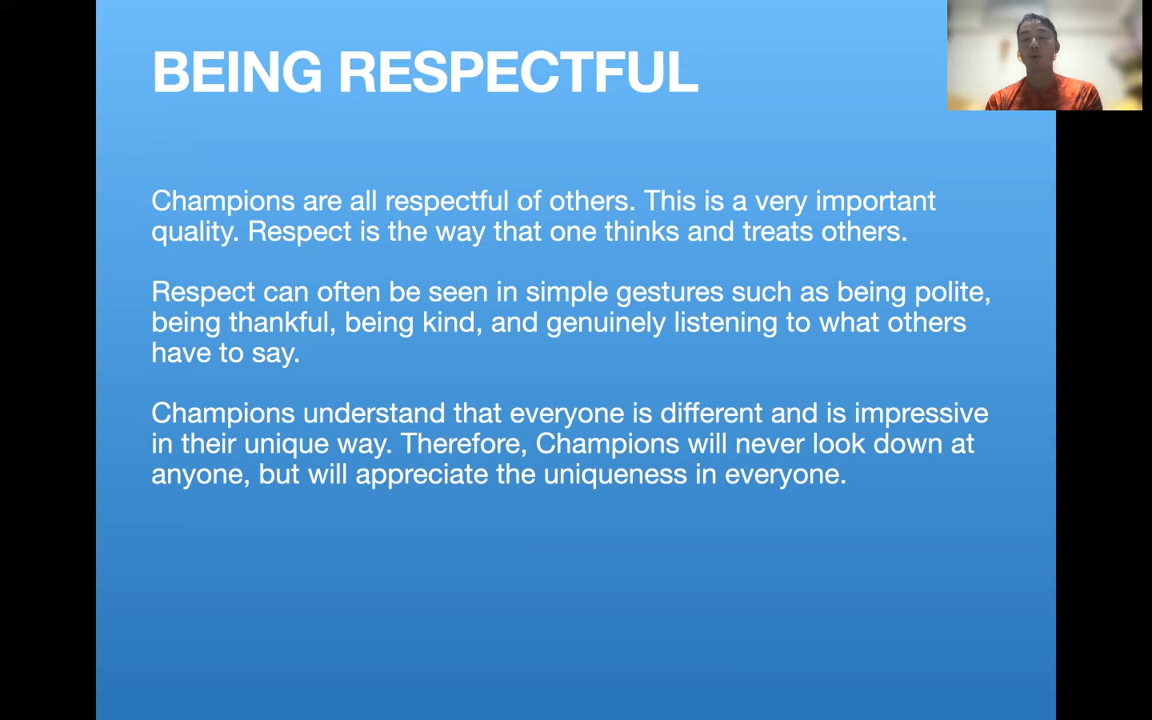 BEING RESPECTFUL
Champions are all respectful of others. This is a very important
quality. Respect is the way that one thinks and treats others.
Respect can often be seen in simple gestures such as being polite,
being thankful, being kind, and genuinely listening to what others
have to say.
Champions understand that everyone is different and is impressive
in their unique way. Therefore, Champions will never look down at
anyone, but will appreciate the uniqueness in everyone.